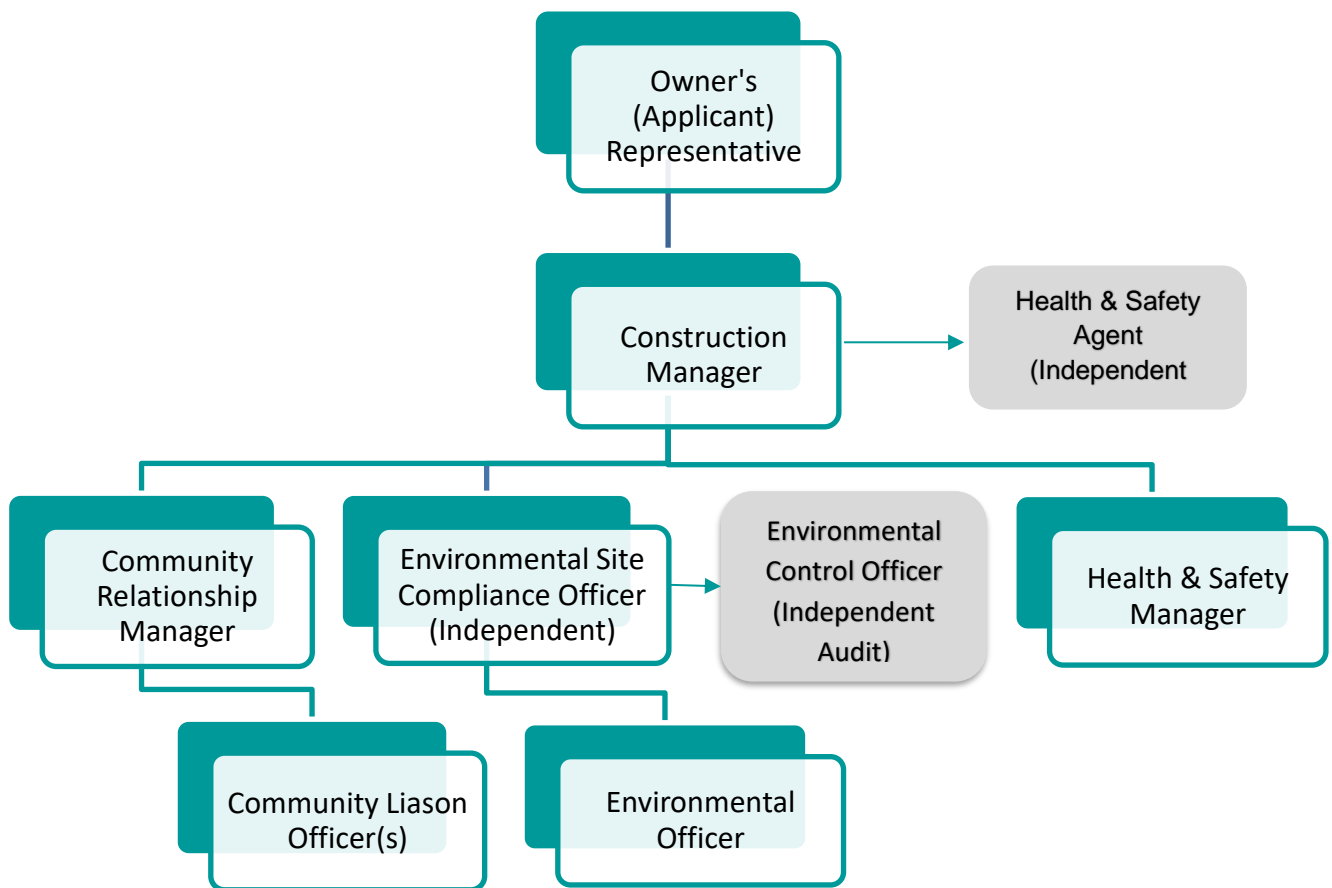 Owner's
(Applicant)
Representative
Construction
Manager
Health & Safety
Agent
(Independent
Community
Relationship
Manager
Environmental Site
Compliance Officer
(Independent)
Environmental
Control Officer
(Independent
Audit)
Health & Safety
Manager
Community Liason
Officer(s)
Environmental
Officer